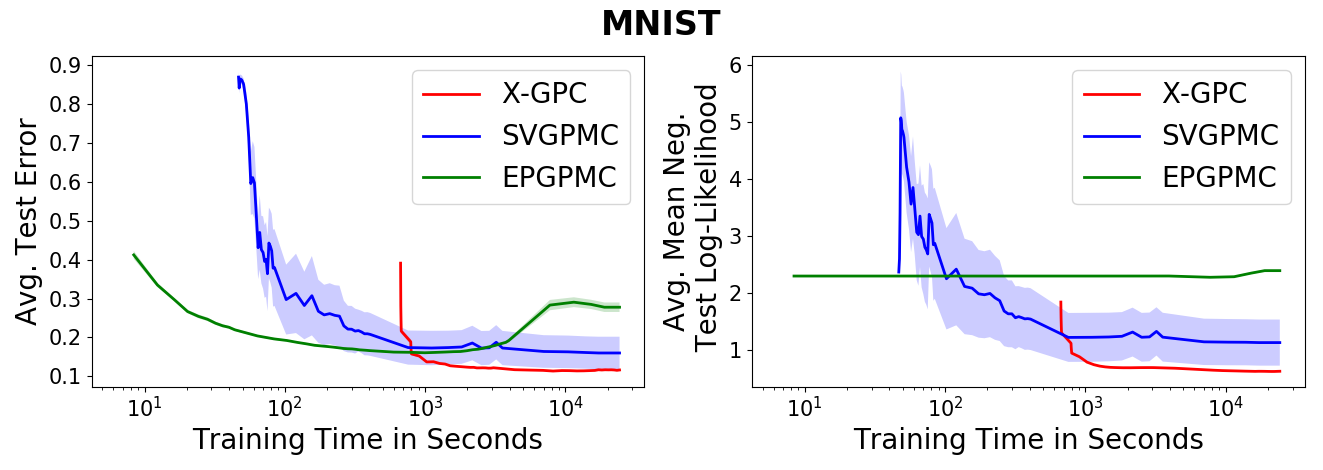 MNIST
Avg. Test Error
0.9
0.8
0.7
0.6
0.5
0.4
0.3
0.2
0.1
X-GPC
SVGPMC
EPGPMC
10¹ 10² 10³ 10⁴
Training Time in Seconds
Avg. Mean Neg.
Test Log-Likelihood
6
5
4
3
2
1
X-GPC
SVGPMC
EPGPMC
10¹ 10² 10³ 10⁴
Training Time in Seconds